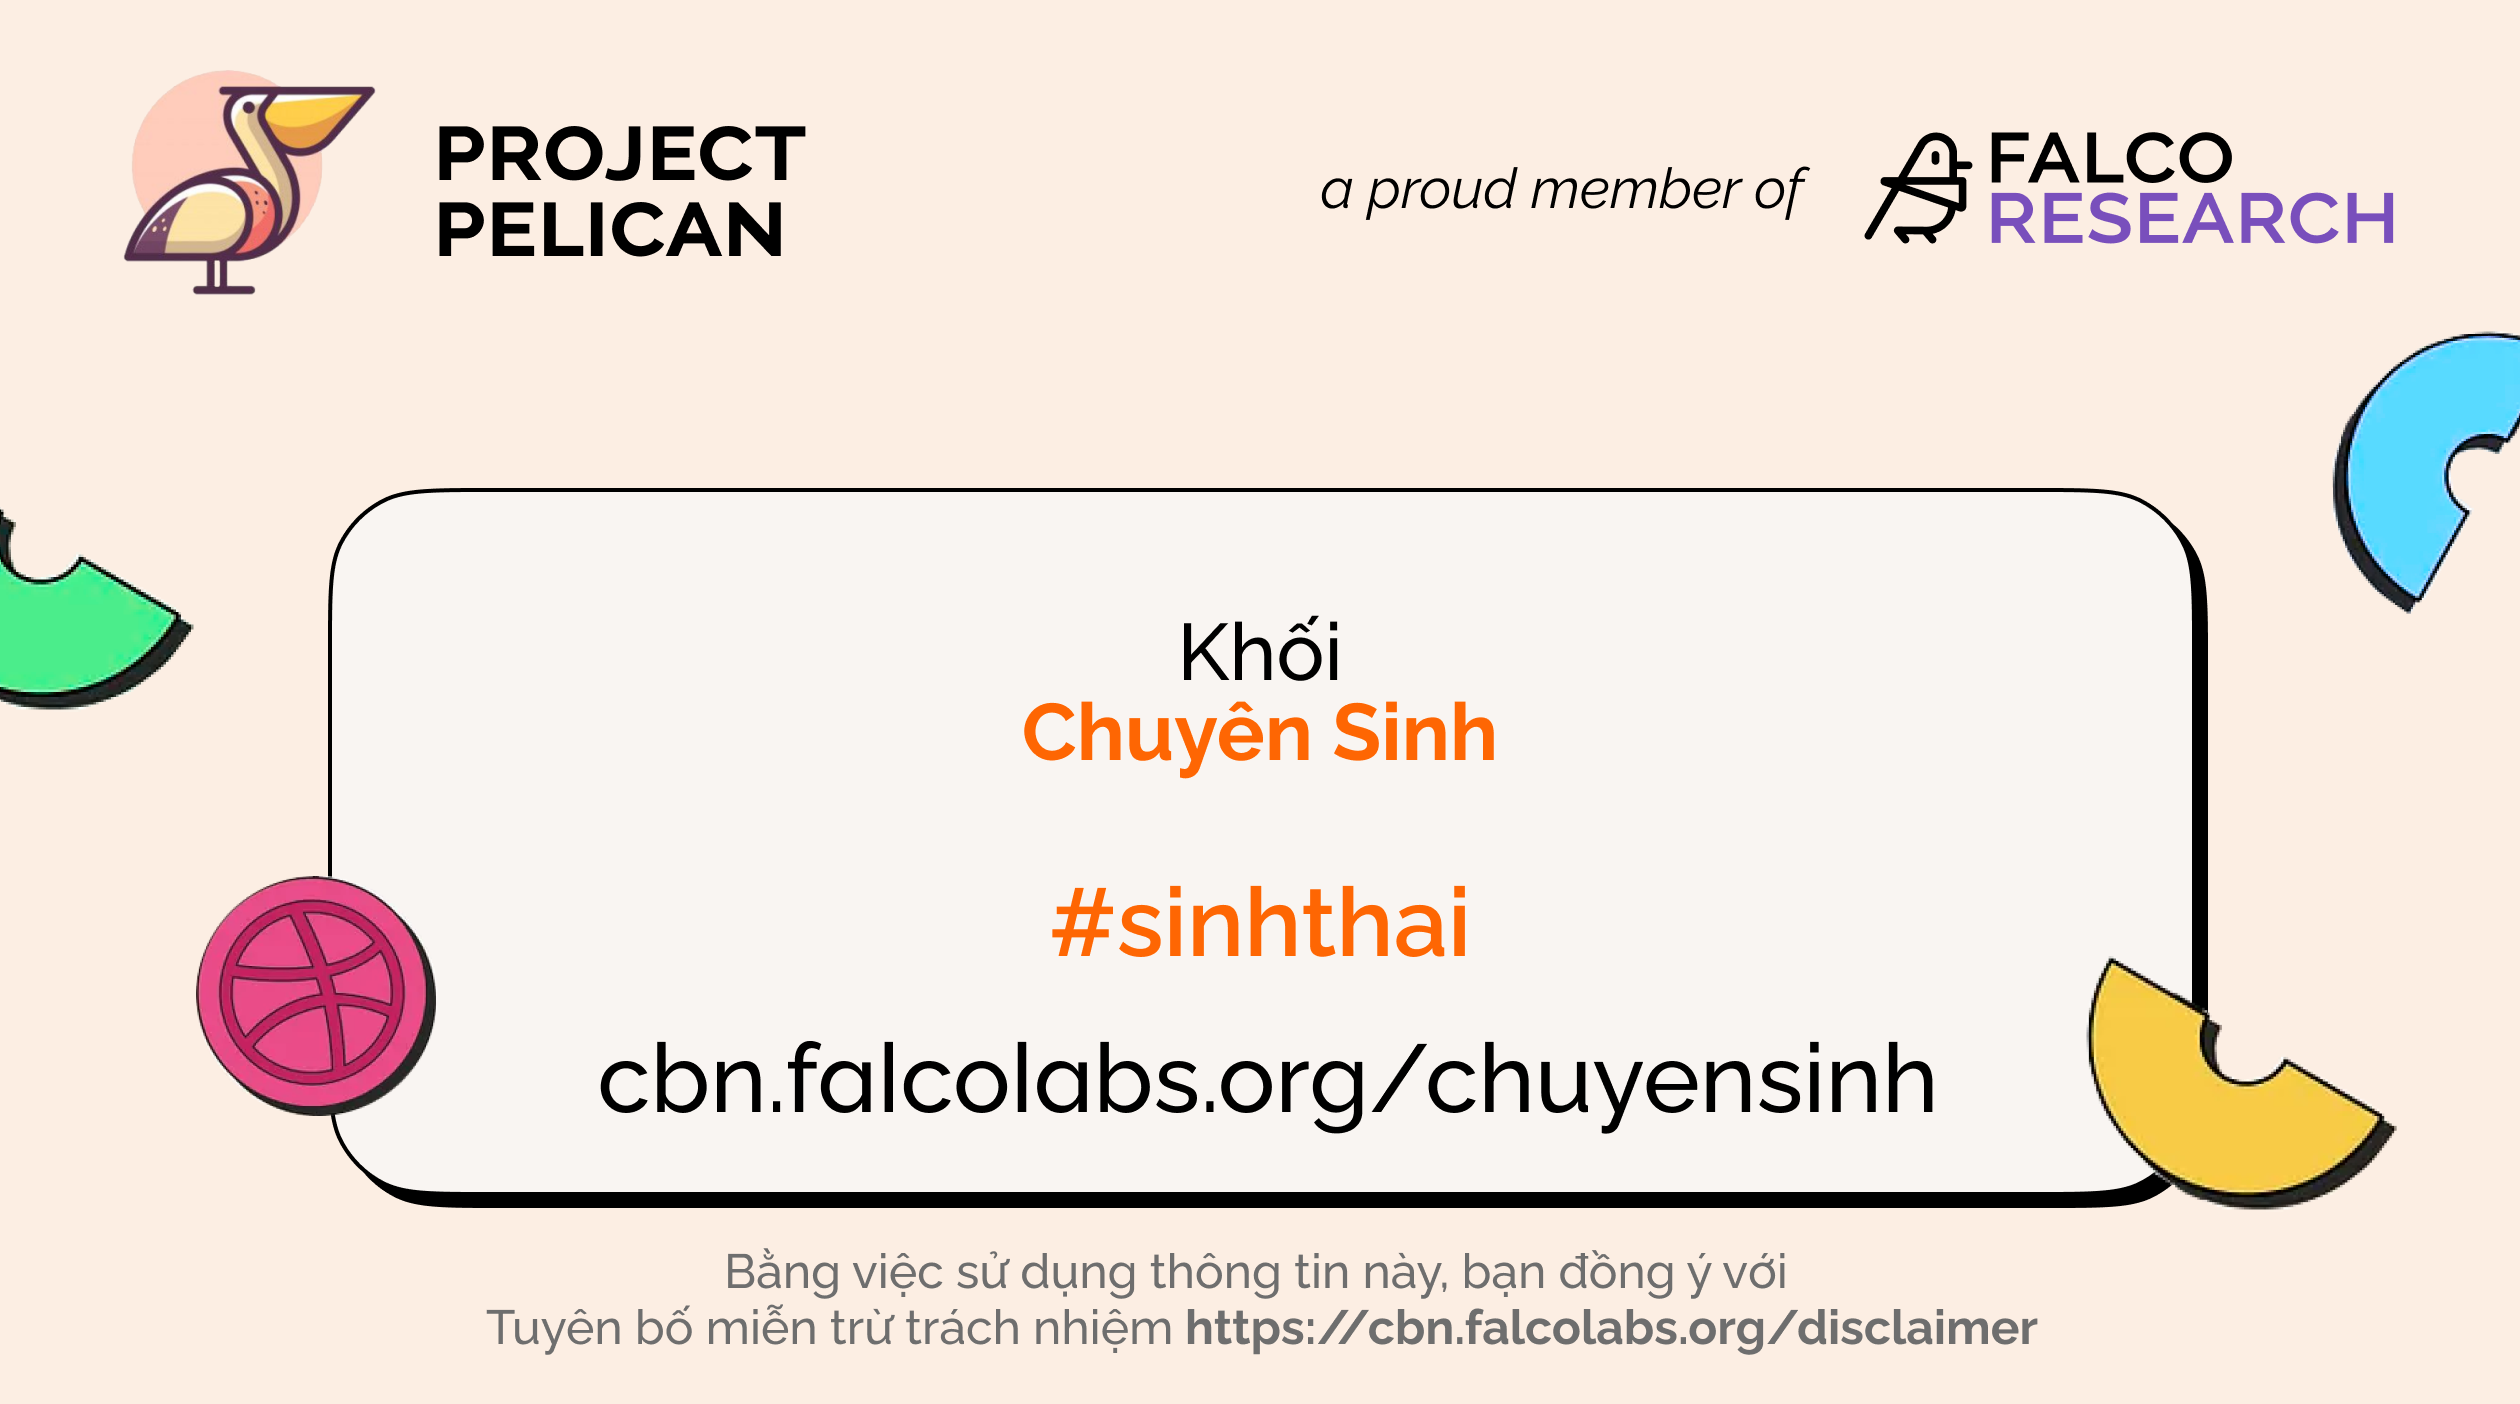 PROJECT
PELICAN
a proud member of
FALCO
RESEARCH
Khối
Chuyên Sinh
#sinhthai
cbn.falcolabs.org/chuyensinh
Bằng việc sử dụng thông tin này, bạn đồng ý với
Tuyên bố miễn trừ trách nhiệm https://cbn.falcolabs.org/disclaimer